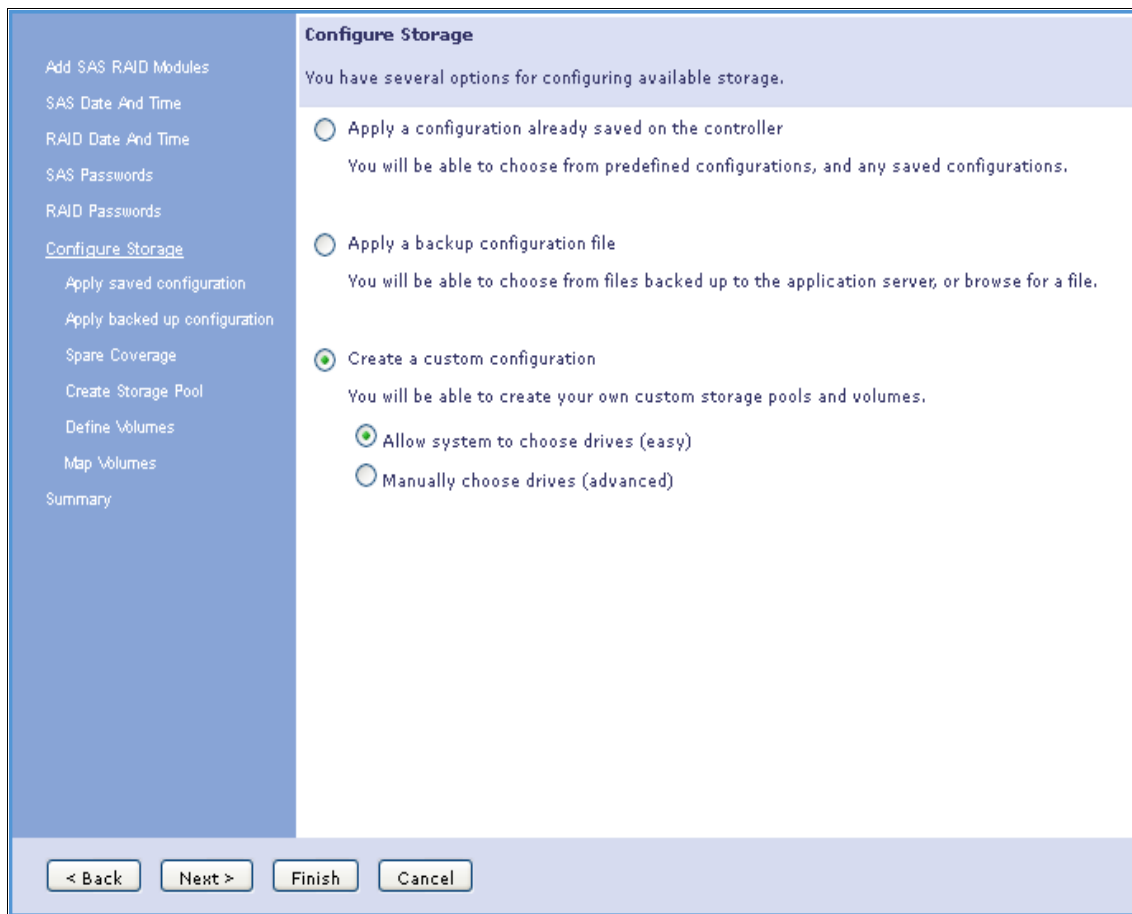 Add SAS RAID Modules
SAS Date And Time
RAID Date And Time
SAS Passwords
RAID Passwords
Configure Storage
Apply saved configuration
Apply backed up configuration
Spare Coverage
Create Storage Pool
Define Volumes
Map Volumes
Summary
Configure Storage
You have several options for configuring available storage.
Apply a configuration already saved on the controller
You will be able to choose from predefined configurations, and any saved configurations.
Apply a backup configuration file
You will be able to choose from files backed up to the application server, or browse for a file.
Create a custom configuration
You will be able to create your own custom storage pools and volumes.
Allow system to choose drives (easy)
Manually choose drives (advanced)
< Back Next > Finish Cancel